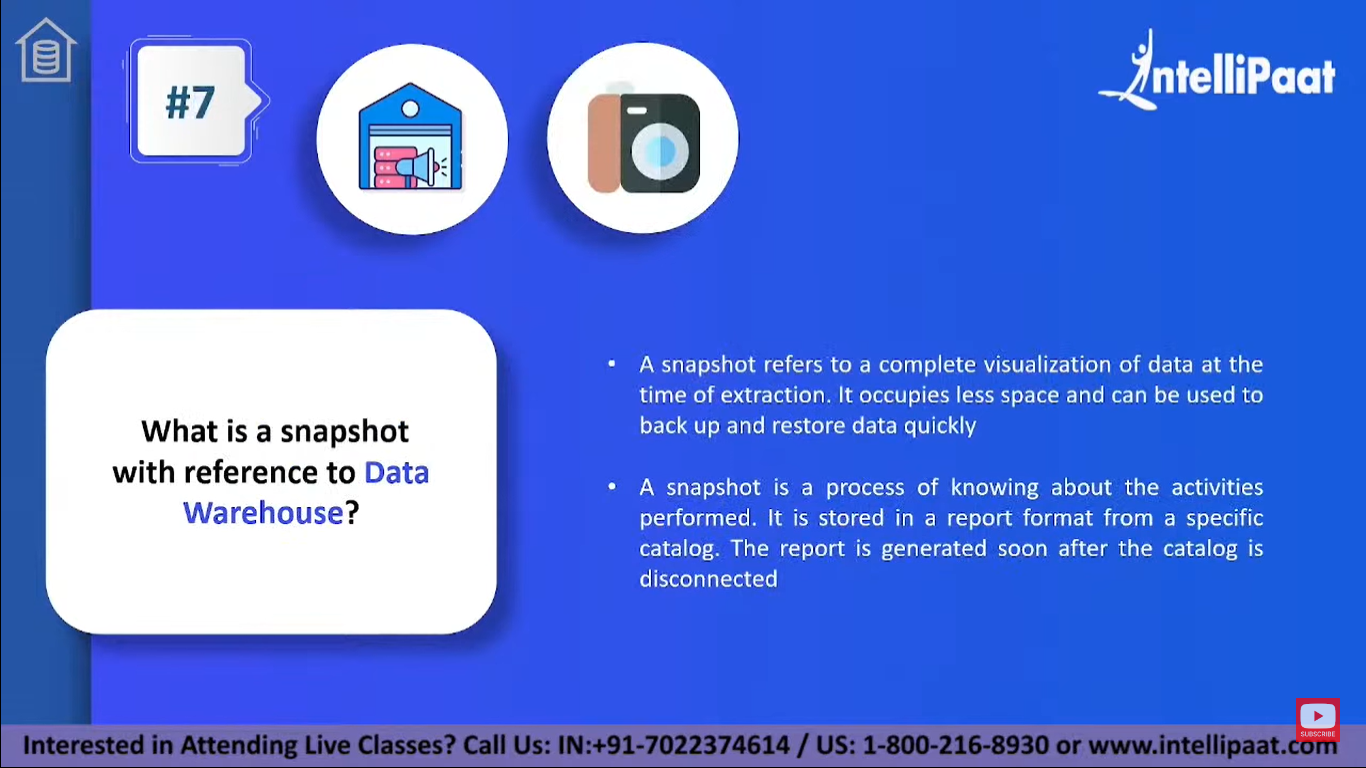 #7
IntelliPaat
What is a snapshot
with reference to Data
Warehouse?
• A snapshot refers to a complete visualization of data at the
time of extraction. It occupies less space and can be used to
back up and restore data quickly
• A snapshot is a process of knowing about the activities
performed. It is stored in a report format from a specific
catalog. The report is generated soon after the catalog is
disconnected
SUBSCRIBE
Interested in Attending Live Classes? Call Us: IN:+91-7022374614 / US: 1-800-216-8930 or www.intellipaat.com